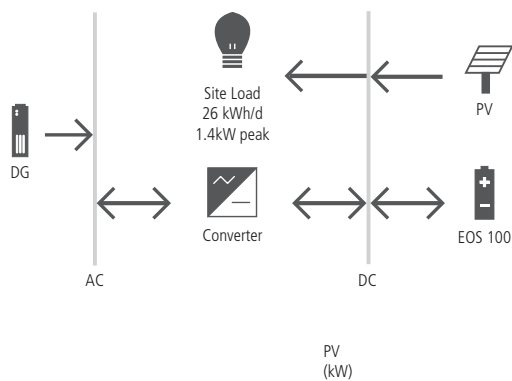 Site Load
26 kWh/d
1.4kW peak
DG
PV
Converter
EOS 100
AC
DC
PV
(kW)